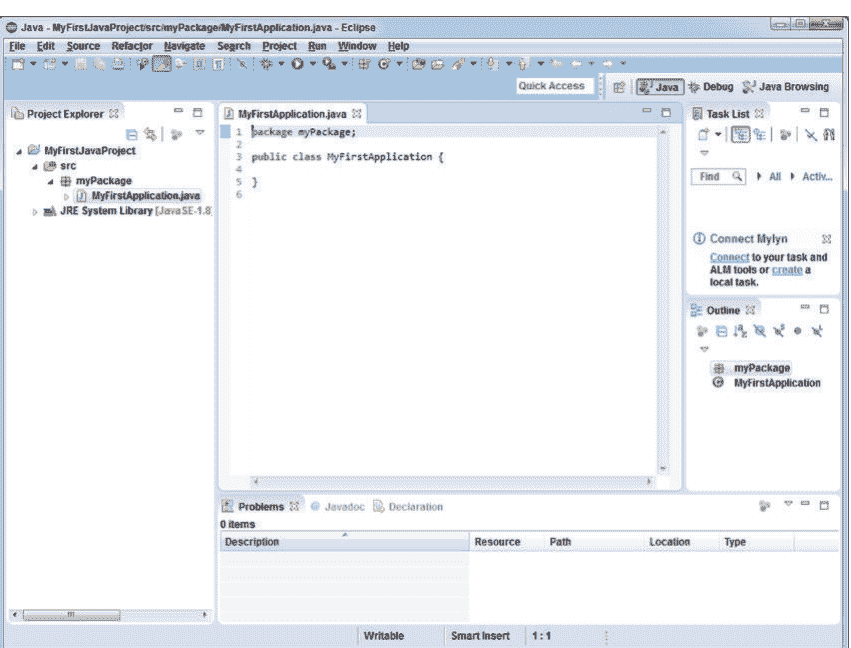 Java - MyFirstJavaProject/src/myPackage/MyFirstApplication.java - Eclipse
File Edit Source Refactor Navigate Search Project Run Window Help
Quick Access Java Debug Java Browsing
Project Explorer
MyFirstJavaProject
src
myPackage
MyFirstApplication.java
JRE System Library [JavaSE-1.8]
MyFirstApplication.java
1 package myPackage;
2
3 public class MyFirstApplication {
4
5 }
6
Task List
Find All Activ...
Connect Mylyn
Connect to your task and
ALM tools or create a
local task.
Outline
myPackage
MyFirstApplication
Problems Javadoc Declaration
0 items
Description Resource Path Location Type
Writable Smart Insert 1 : 1